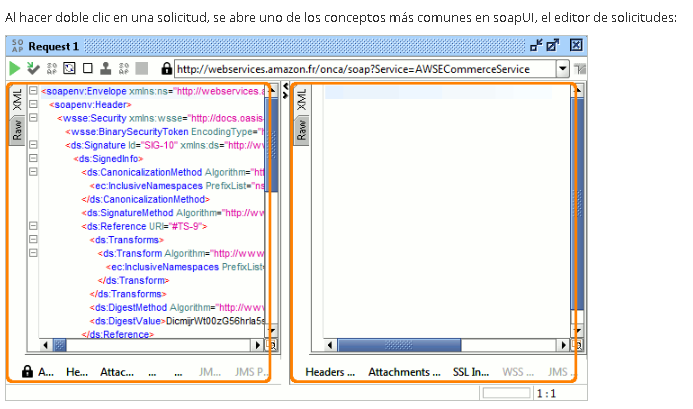 Al hacer doble clic en una solicitud, se abre uno de los conceptos más comunes en soapUI, el editor de solicitudes:
SO AP Request 1
SO AP SO AP http://webservices.amazon.fr/onca/soap?Service=AWSECommerceService
XML
Raw
<soapenv:Envelope xmlns:ns="http://webservices.a
<soapenv:Header>
<wsse:Security xmlns:wsse="http://docs.oasis-
<wsse:BinarySecurityToken EncodingType="h
<ds:Signature Id="SIG-10" xmlns:ds="http://ww
<ds:SignedInfo>
<ds:CanonicalizationMethod Algorithm="htt
<ec:InclusiveNamespaces PrefixList="ns
</ds:CanonicalizationMethod>
<ds:SignatureMethod Algorithm="http://ww
<ds:Reference URI="#TS-9">
<ds:Transforms>
<ds:Transform Algorithm="http://www
<ec:InclusiveNamespaces PrefixList
</ds:Transform>
</ds:Transforms>
<ds:DigestMethod Algorithm="http://www
<ds:DigestValue>DicmijrWt00zG56hrla5s
</ds:Reference>
XML
Raw
A... He... Attac... ... ... JM... JMS P...
Headers ... Attachments ... SSL In... WSS ... JMS ...
1 : 1